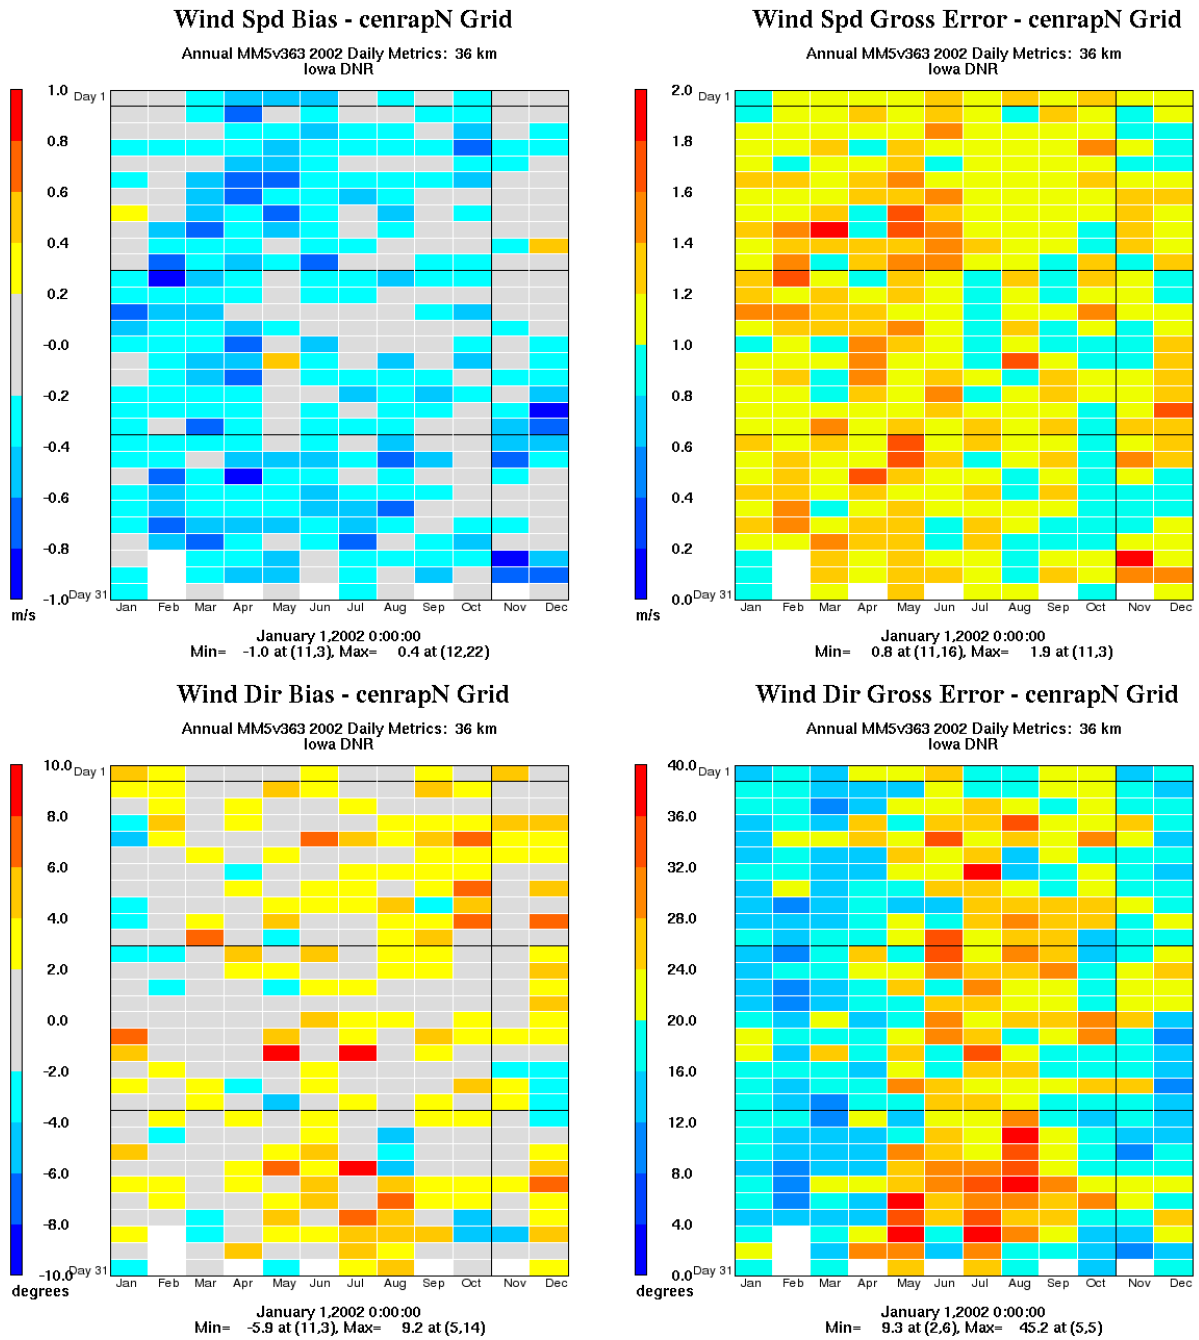 Wind Spd Bias - cenrapN Grid
Annual MM5v363 2002 Daily Metrics: 36 km
Iowa DNR
1.0
0.8
0.6
0.4
0.2
-0.0
-0.2
-0.4
-0.6
-0.8
-1.0
m/s
Day 1
Day 31
Jan Feb Mar Apr May Jun Jul Aug Sep Oct Nov Dec
January 1,2002 0:00:00
Min= -1.0 at (11,3), Max= 0.4 at (12,22)
Wind Spd Gross Error - cenrapN Grid
Annual MM5v363 2002 Daily Metrics: 36 km
Iowa DNR
2.0
1.8
1.6
1.4
1.2
1.0
0.8
0.6
0.4
0.2
0.0
m/s
Day 1
Day 31
Jan Feb Mar Apr May Jun Jul Aug Sep Oct Nov Dec
January 1,2002 0:00:00
Min= 0.8 at (11,16), Max= 1.9 at (11,3)
Wind Dir Bias - cenrapN Grid
Annual MM5v363 2002 Daily Metrics: 36 km
Iowa DNR
10.0
8.0
6.0
4.0
2.0
0.0
-2.0
-4.0
-6.0
-8.0
-10.0
degrees
Day 1
Day 31
Jan Feb Mar Apr May Jun Jul Aug Sep Oct Nov Dec
January 1,2002 0:00:00
Min= -5.9 at (11,3), Max= 9.2 at (5,14)
Wind Dir Gross Error - cenrapN Grid
Annual MM5v363 2002 Daily Metrics: 36 km
Iowa DNR
40.0
36.0
32.0
28.0
24.0
20.0
16.0
12.0
8.0
4.0
0.0
degrees
Day 1
Day 31
Jan Feb Mar Apr May Jun Jul Aug Sep Oct Nov Dec
January 1,2002 0:00:00
Min= 9.3 at (2,6), Max= 45.2 at (5,5)